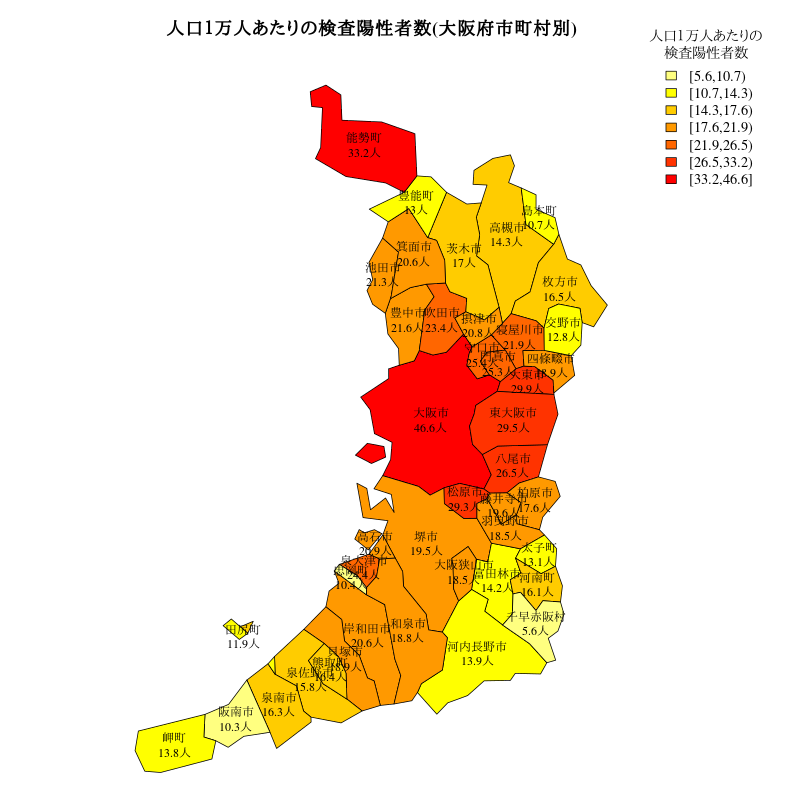 人口1万人あたりの検査陽性者数(大阪府市町村別)
人口1万人あたりの
検査陽性者数
[5.6,10.7)
[10.7,14.3)
[14.3,17.6)
[17.6,21.9)
[21.9,26.5)
[26.5,33.2)
[33.2,46.6]
能勢町
33.2人
豊能町
13人
島本町
10.7人
高槻市
14.3人
茨木市
17人
箕面市
20.6人
池田市
21.3人
枚方市
16.5人
豊中市
21.6人
吹田市
23.4人
摂津市
20.8人
交野市
12.8人
寝屋川市
21.9人
守口市
25.4人
門真市
25.3人
四條畷市
18.9人
大東市
29.9人
大阪市
46.6人
東大阪市
29.5人
八尾市
26.5人
松原市
29.3人
柏原市
17.6人
藤井寺市
19.6人
羽曳野市
18.5人
堺市
19.5人
高石市
20.9人
泉大津市
24.4人
忠岡町
10.4人
大阪狭山市
18.5人
太子町
13.1人
富田林市
14.2人
河南町
16.1人
千早赤阪村
5.6人
和泉市
18.8人
岸和田市
20.6人
田尻町
11.9人
河内長野市
13.9人
貝塚市
18.9人
熊取町
16.4人
泉佐野市
15.8人
泉南市
16.3人
阪南市
10.3人
岬町
13.8人